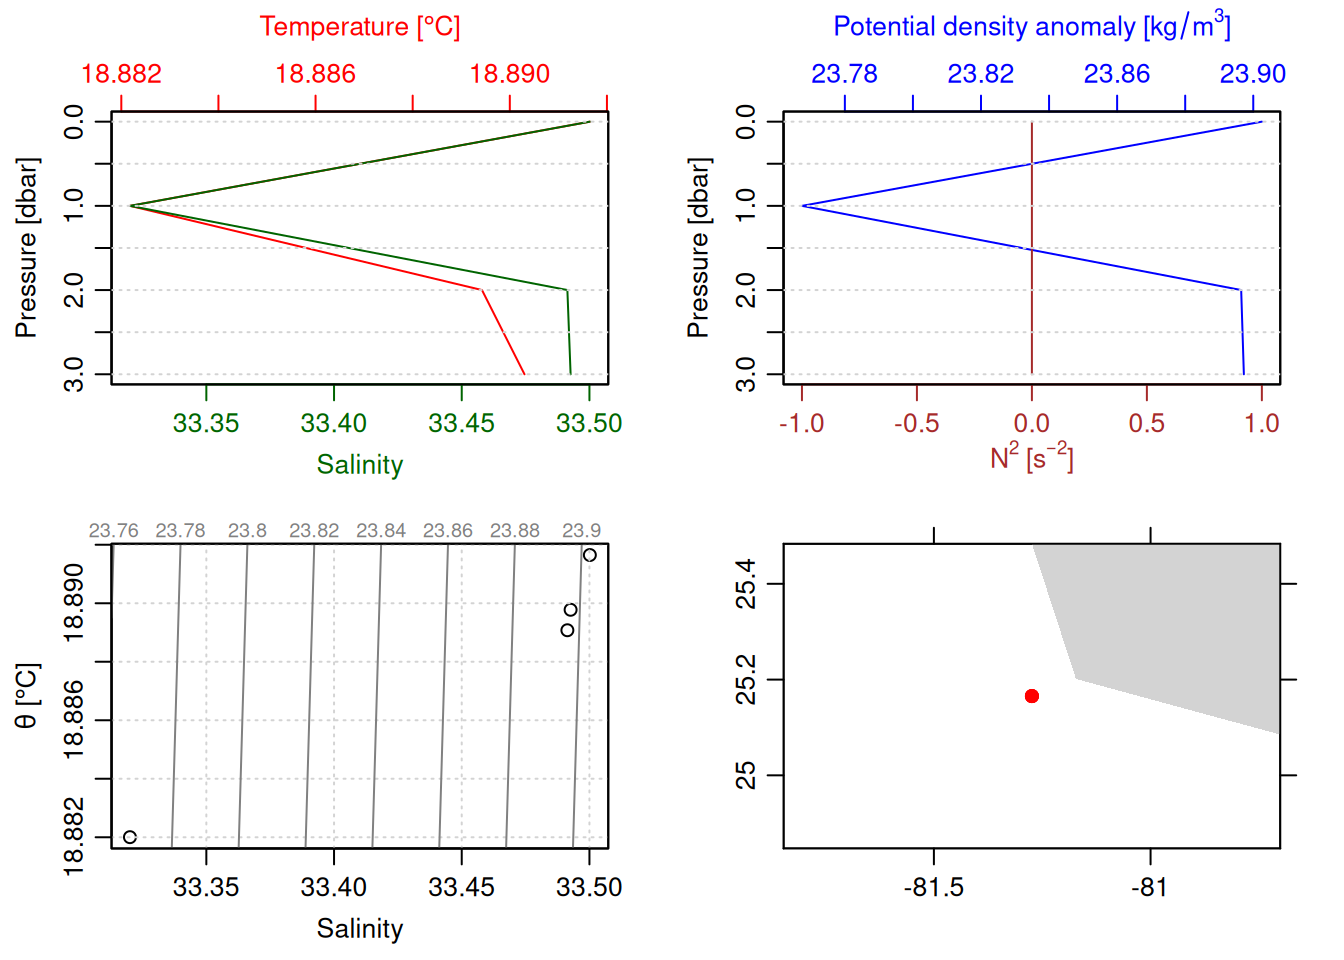 Temperature [°C]
18.882 18.886 18.890
Pressure [dbar]
0.0 1.0 2.0 3.0
33.35 33.40 33.45 33.50
Salinity
Potential density anomaly [kg/m³]
23.78 23.82 23.86 23.90
Pressure [dbar]
0.0 1.0 2.0 3.0
-1.0 -0.5 0.0 0.5 1.0
N² [s⁻²]
23.76 23.78 23.8 23.82 23.84 23.86 23.88 23.9
θ [°C]
18.890 18.886 18.882
33.35 33.40 33.45 33.50
Salinity
25.4 25.2 25
-81.5 -81